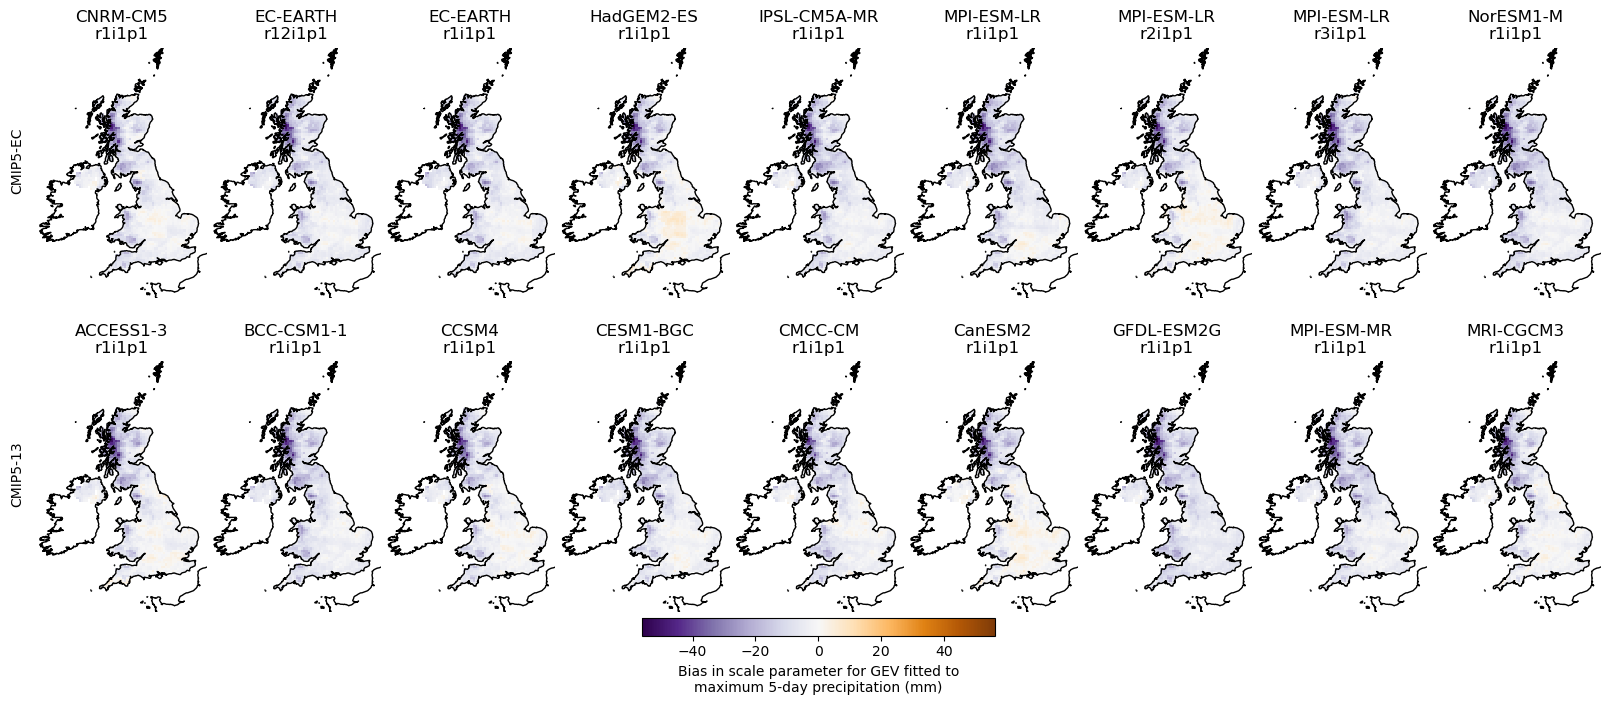 CNRM-CM5
r1i1p1
EC-EARTH
r12i1p1
EC-EARTH
r1i1p1
HadGEM2-ES
r1i1p1
IPSL-CM5A-MR
r1i1p1
MPI-ESM-LR
r1i1p1
MPI-ESM-LR
r2i1p1
MPI-ESM-LR
r3i1p1
NorESM1-M
r1i1p1
CMIP5-EC
ACCESS1-3
r1i1p1
BCC-CSM1-1
r1i1p1
CCSM4
r1i1p1
CESM1-BGC
r1i1p1
CMCC-CM
r1i1p1
CanESM2
r1i1p1
GFDL-ESM2G
r1i1p1
MPI-ESM-MR
r1i1p1
MRI-CGCM3
r1i1p1
CMIP5-13
−40 −20 0 20 40
Bias in scale parameter for GEV fitted to
maximum 5-day precipitation (mm)